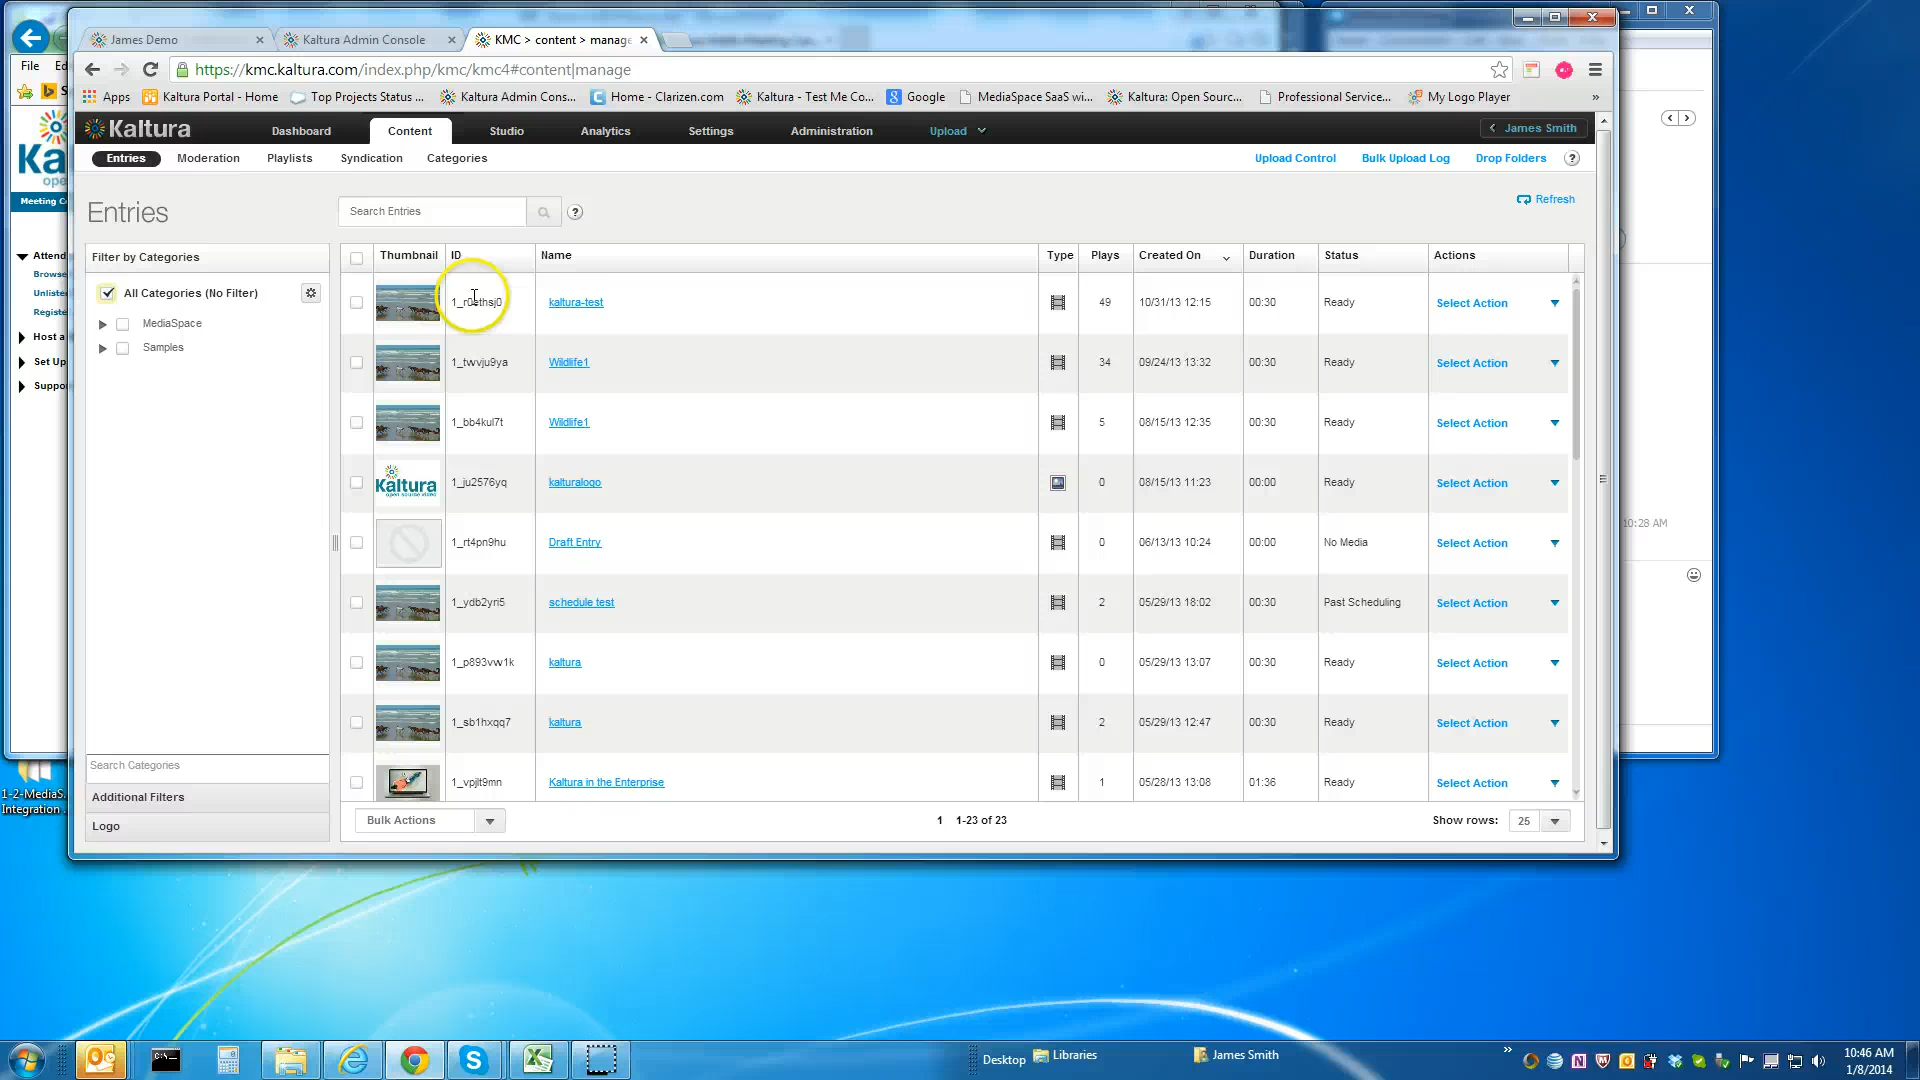 James Demo
Kaltura Admin Console
KMC > content > manage
File
https://kmc.kaltura.com/index.php/kmc/kmc4#content|manage
Apps
Kaltura Portal - Home
Top Projects Status ...
Kaltura Admin Cons...
Home - Clarizen.com
Kaltura - Test Me Co...
Google
MediaSpace SaaS wi...
Kaltura: Open Sourc...
Professional Service...
My Logo Player
»
Kaltura
Dashboard
Content
Studio
Analytics
Settings
Administration
Upload
James Smith
Entries
Moderation
Playlists
Syndication
Categories
Upload Control
Bulk Upload Log
Drop Folders
?
Meeting C
Attend
Browse
Unliste
Registe
Host a
Set Up
Suppo
Entries
Search Entries
?
Refresh
Filter by Categories
All Categories (No Filter)
MediaSpace
Samples
Search Categories
Additional Filters
Logo
Thumbnail ID Name Type Plays Created On Duration Status Actions
kaltura-test 49 10/31/13 12:15 00:30 Ready Select Action
1_twvju9ya Wildlife1 34 09/24/13 13:32 00:30 Ready Select Action
1_bb4kul7t Wildlife1 5 08/15/13 12:35 00:30 Ready Select Action
Kaltura
open source video
1_ju2576yq kalturalogo 0 08/15/13 11:23 00:00 Ready Select Action
1_rt4pn9hu Draft Entry 0 06/13/13 10:24 00:00 No Media Select Action
1_ydb2yri5 schedule test 2 05/29/13 18:02 00:30 Past Scheduling Select Action
1_p893vw1k kaltura 0 05/29/13 13:07 00:30 Ready Select Action
1_sb1hxqq7 kaltura 2 05/29/13 12:47 00:30 Ready Select Action
1_vpjlt9mn Kaltura in the Enterprise 1 05/28/13 13:08 01:36 Ready Select Action
Bulk Actions
1 1-23 of 23
Show rows: 25
10:28 AM
1-2-MediaS...
Integration ...
Desktop
Libraries
James Smith
»
10:46 AM
1/8/2014